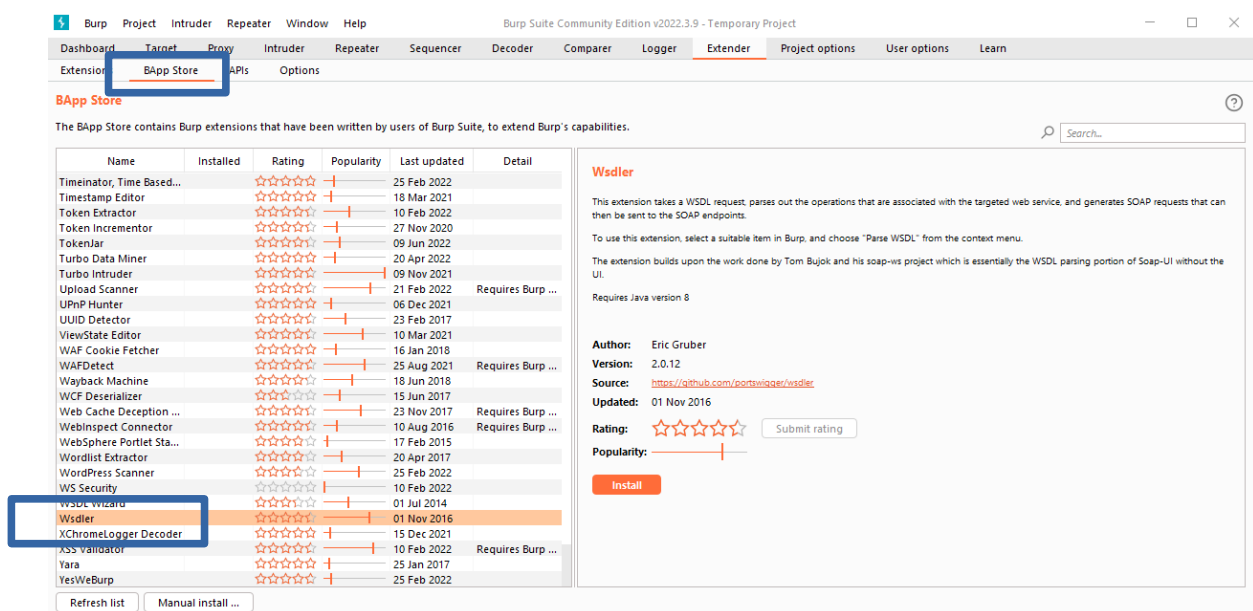 Burp Project Intruder Repeater Window Help Burp Suite Community Edition v2022.3.9 - Temporary Project
Dashboard Target Proxy Intruder Repeater Sequencer Decoder Comparer Logger Extender Project options User options Learn
Extensions BApp Store APIs Options
BApp Store
?
The BApp Store contains Burp extensions that have been written by users of Burp Suite, to extend Burp's capabilities.
Search...
Name Installed Rating Popularity Last updated Detail
Timeinator, Time Based... 25 Feb 2022
Timestamp Editor 18 Mar 2021
Token Extractor 10 Feb 2022
Token Incrementor 27 Nov 2020
TokenJar 09 Jun 2022
Turbo Data Miner 20 Apr 2022
Turbo Intruder 09 Nov 2021
Upload Scanner 21 Feb 2022 Requires Burp ...
UPnP Hunter 06 Dec 2021
UUID Detector 23 Feb 2017
ViewState Editor 10 Mar 2021
WAF Cookie Fetcher 16 Jan 2018
WAFDetect 25 Aug 2021 Requires Burp ...
Wayback Machine 18 Jun 2018
WCF Deserializer 15 Jun 2017
Web Cache Deception ... 23 Nov 2017 Requires Burp ...
WebInspect Connector 10 Aug 2016 Requires Burp ...
WebSphere Portlet Sta... 17 Feb 2015
Wordlist Extractor 20 Apr 2017
WordPress Scanner 25 Feb 2022
WS Security 10 Feb 2022
WSDL Wizard 01 Jul 2014
Wsdler 01 Nov 2016
XChromeLogger Decoder 15 Dec 2021
XSS Validator 10 Feb 2022 Requires Burp ...
Yara 25 Jan 2017
YesWeBurp 25 Feb 2022
Refresh list Manual install ...
Wsdler
This extension takes a WSDL request, parses out the operations that are associated with the targeted web service, and generates SOAP requests that can
then be sent to the SOAP endpoints.
To use this extension, select a suitable item in Burp, and choose "Parse WSDL" from the context menu.
The extension builds upon the work done by Tom Bujok and his soap-ws project which is essentially the WSDL parsing portion of Soap-UI without the
UI.
Requires Java version 8
Author: Eric Gruber
Version: 2.0.12
Source: https://github.com/portswigger/wsdler
Updated: 01 Nov 2016
Rating: Submit rating
Popularity:
Install